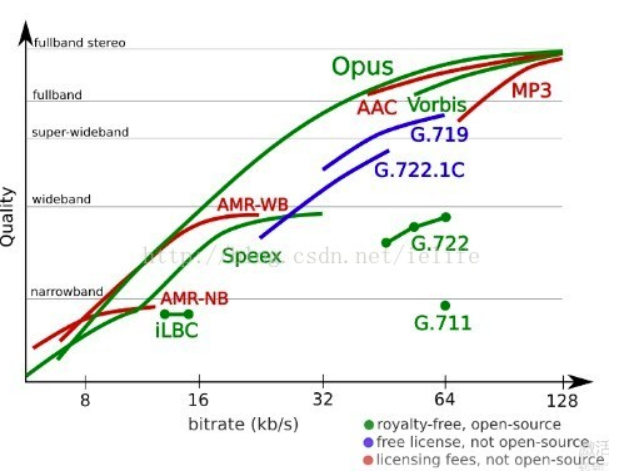 fullband stereo
Opus
fullband
AAC
Vorbis
MP3
super-wideband
G.719
G.722.1C
wideband
AMR-WB
Quality
Speex
G.722
narrowband
AMR-NB
iLBC
G.711
8
16
32
64
128
bitrate (kb/s)
royalty-free, open-source
free license, not open-source
licensing fees, not open-source